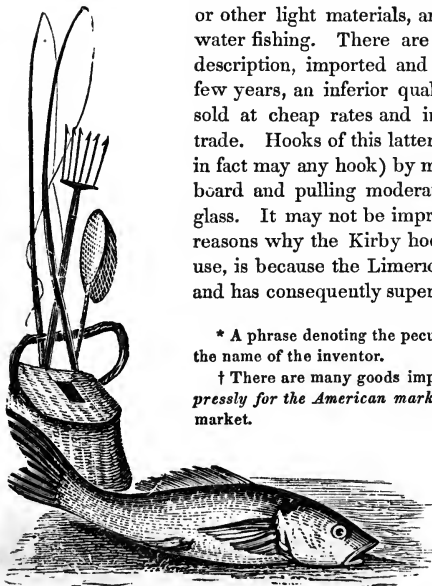 or other light materials, a
water fishing. There are
description, imported and
few years, an inferior qual
sold at cheap rates and i
trade. Hooks of this latter
in fact may any hook) by m
board and pulling modera
glass. It may not be impr
reasons why the Kirby hoo
use, is because the Limeric
and has consequently super
* A phrase denoting the pecu
the name of the inventor.
† There are many goods imp
pressly for the American mark
market.